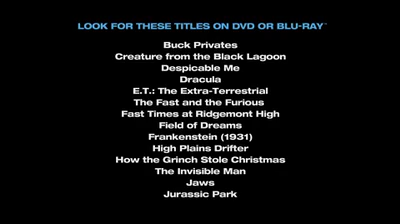 LOOK FOR THESE TITLES ON DVD OR BLU-RAY™
Buck Privates
Creature from the Black Lagoon
Despicable Me
Dracula
E.T.: The Extra-Terrestrial
The Fast and the Furious
Fast Times at Ridgemont High
Field of Dreams
Frankenstein (1931)
High Plains Drifter
How the Grinch Stole Christmas
The Invisible Man
Jaws
Jurassic Park